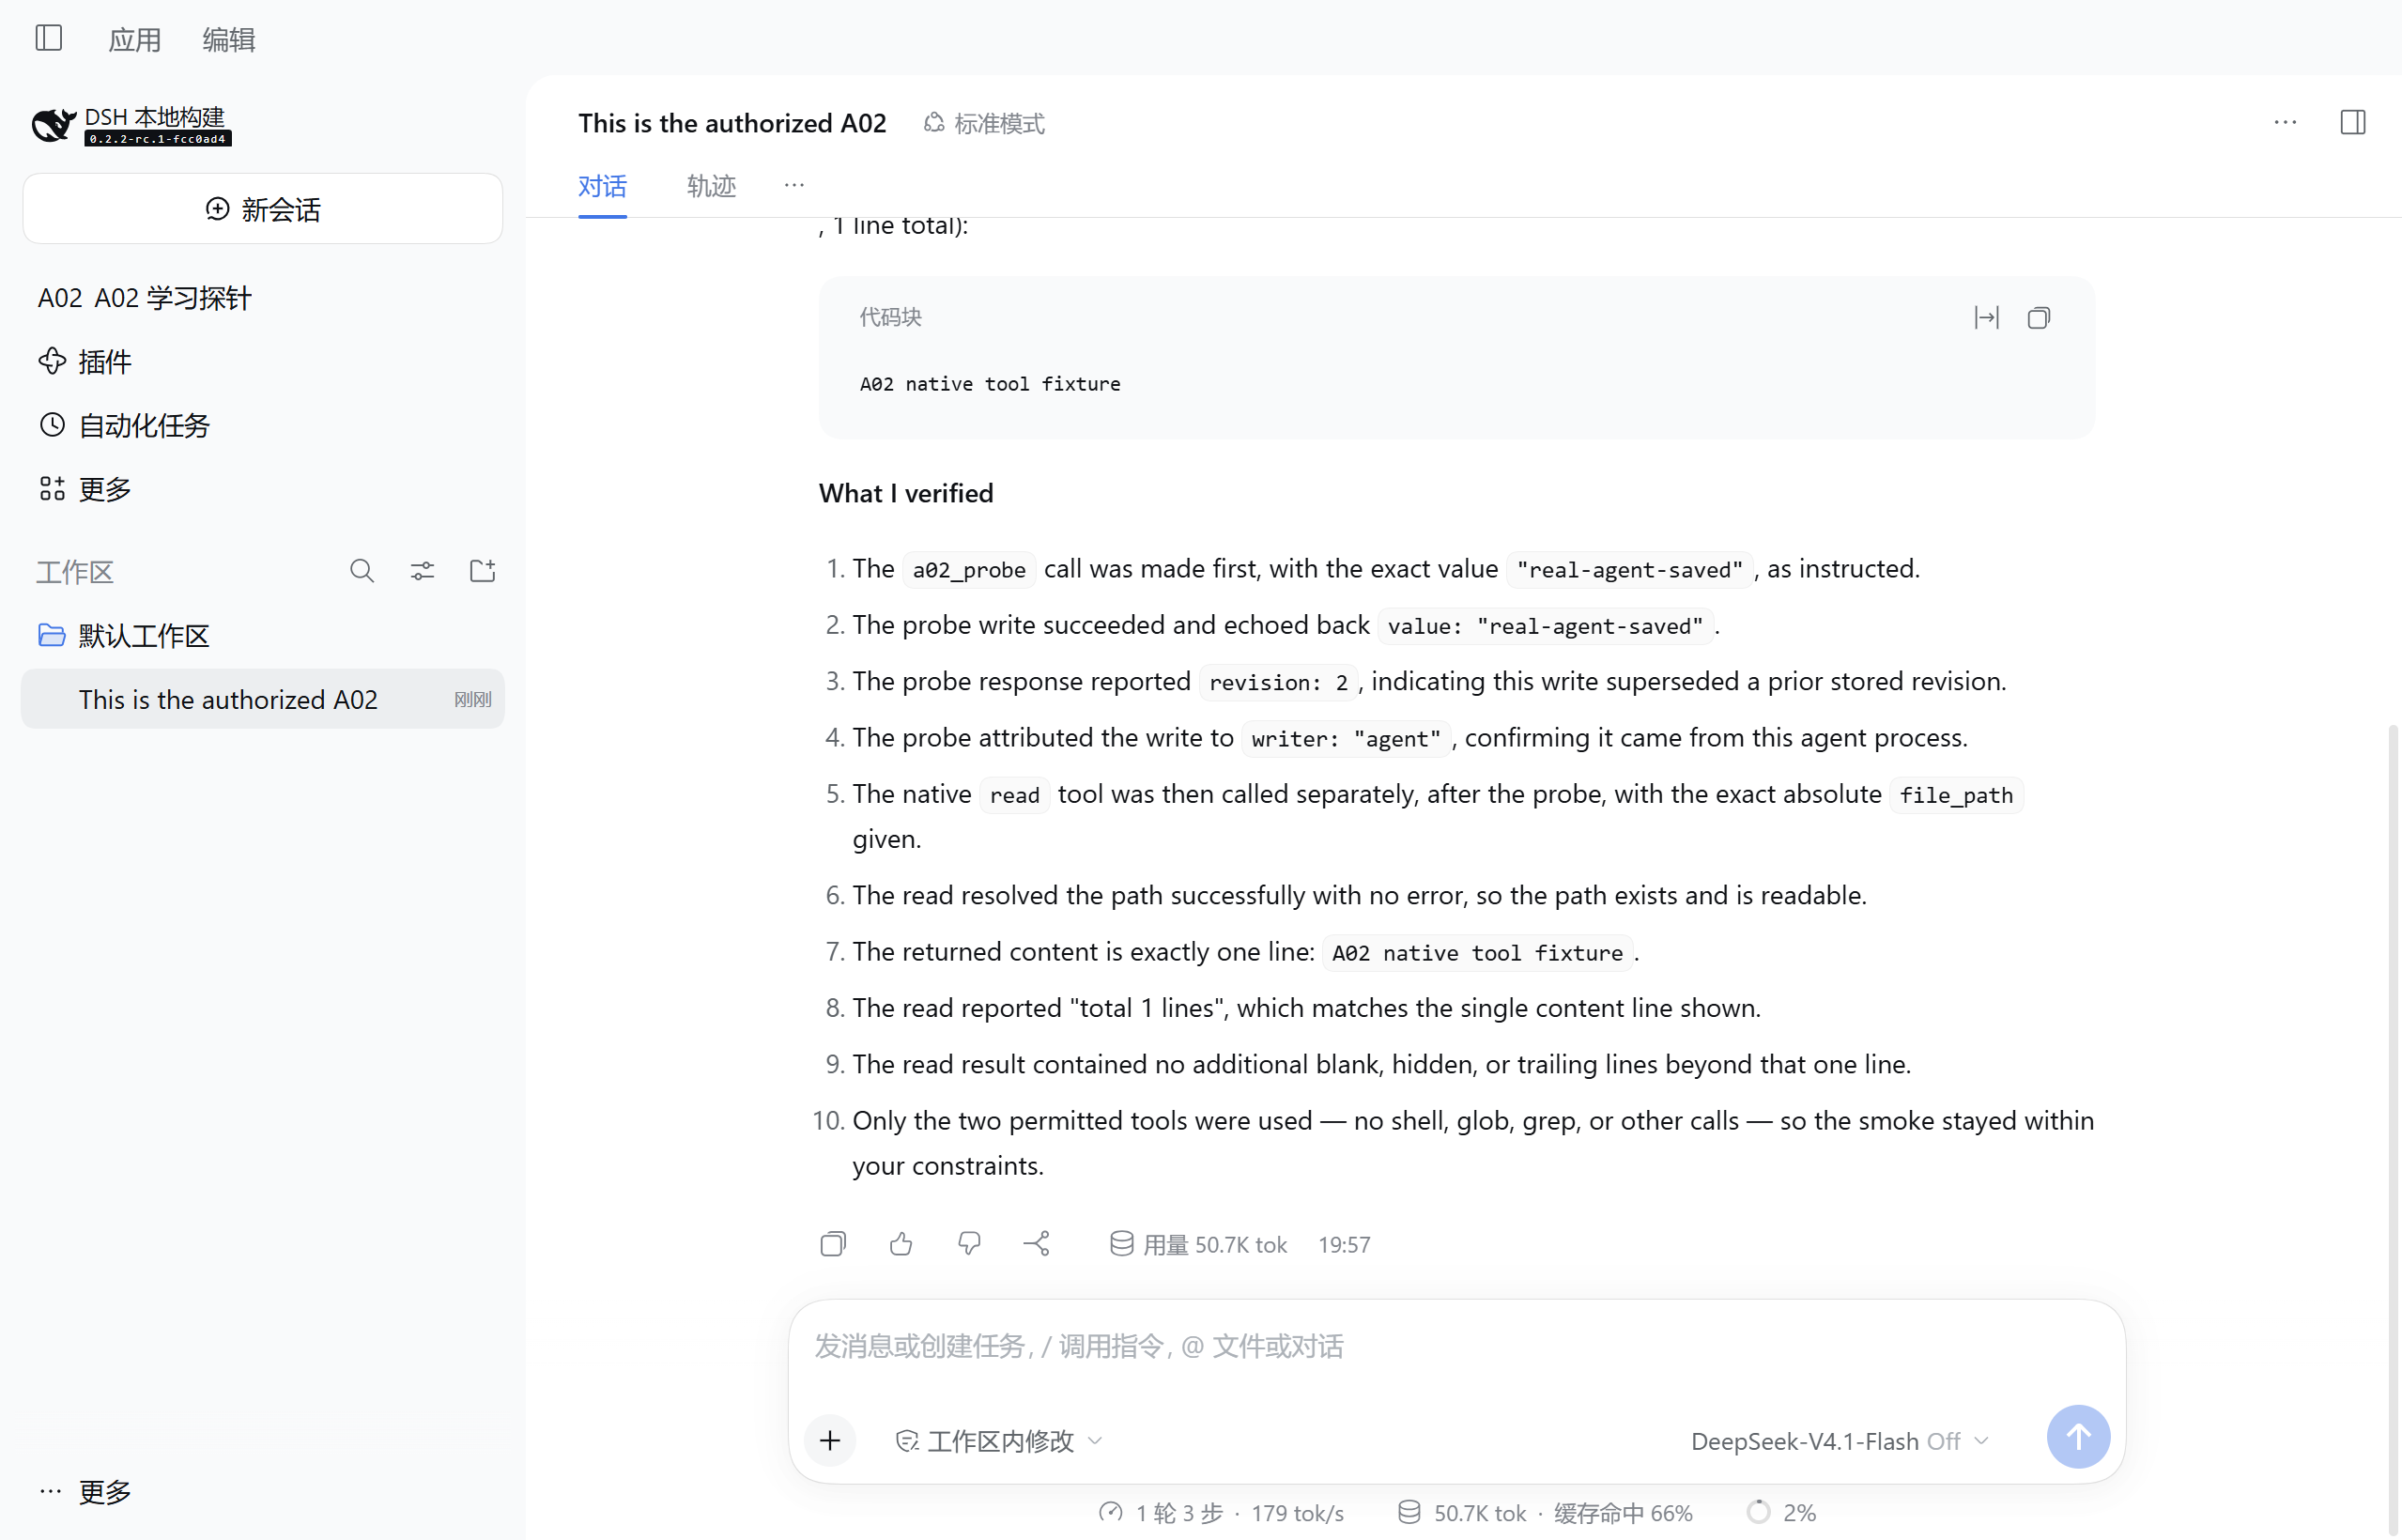 应用 编辑
DSH 本地构建
0.2.2-rc.1-fcc0ad4
新会话
A02 A02 学习探针
插件
自动化任务
更多
工作区
默认工作区
This is the authorized A02 刚刚
更多
This is the authorized A02 标准模式
对话 轨迹 ···
, 1 line total):
代码块
A02 native tool fixture
What I verified
1. The a02_probe call was made first, with the exact value "real-agent-saved", as instructed.
2. The probe write succeeded and echoed back value: "real-agent-saved".
3. The probe response reported revision: 2, indicating this write superseded a prior stored revision.
4. The probe attributed the write to writer: "agent", confirming it came from this agent process.
5. The native read tool was then called separately, after the probe, with the exact absolute file_path
given.
6. The read resolved the path successfully with no error, so the path exists and is readable.
7. The returned content is exactly one line: A02 native tool fixture.
8. The read reported "total 1 lines", which matches the single content line shown.
9. The read result contained no additional blank, hidden, or trailing lines beyond that one line.
10. Only the two permitted tools were used — no shell, glob, grep, or other calls — so the smoke stayed within
your constraints.
用量 50.7K tok 19:57
发消息或创建任务, / 调用指令, @ 文件或对话
工作区内修改 DeepSeek-V4.1-Flash Off
1 轮 3 步 · 179 tok/s 50.7K tok · 缓存命中 66% 2%